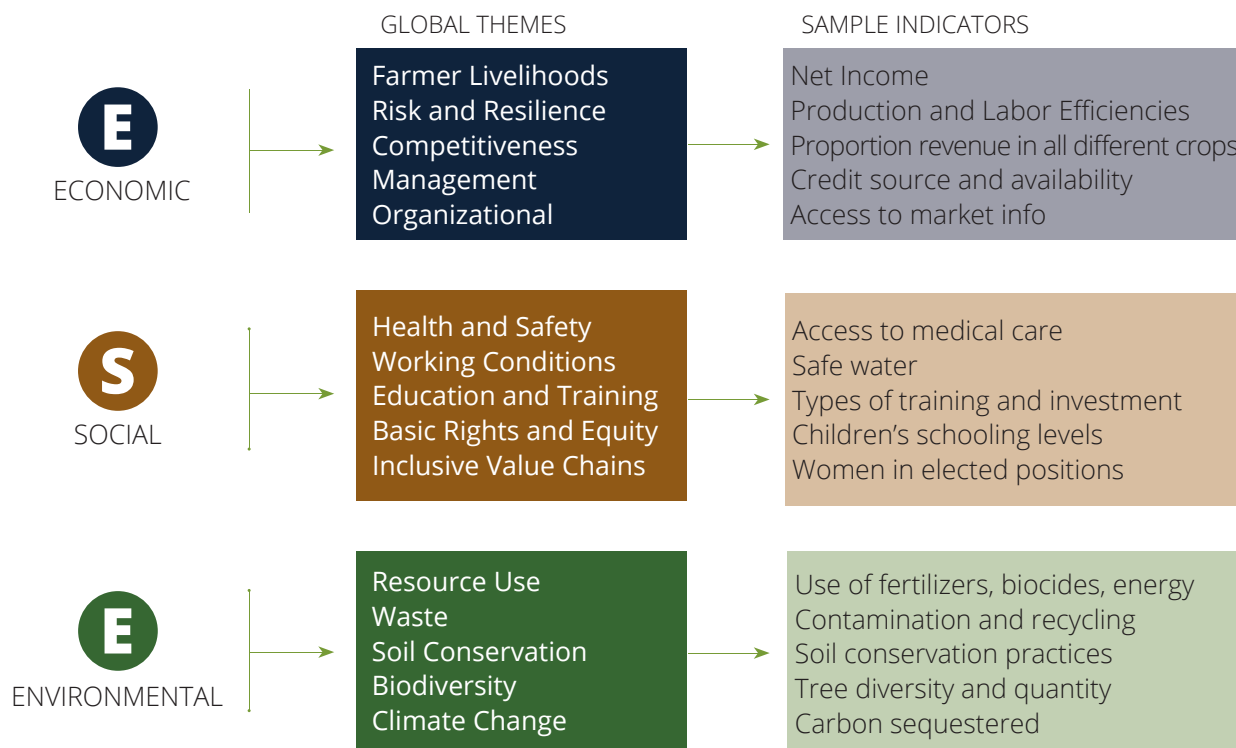 GLOBAL THEMES
SAMPLE INDICATORS
E
ECONOMIC
Farmer Livelihoods
Risk and Resilience
Competitiveness
Management
Organizational
Net Income
Production and Labor Efficiencies
Proportion revenue in all different crops
Credit source and availability
Access to market info
S
SOCIAL
Health and Safety
Working Conditions
Education and Training
Basic Rights and Equity
Inclusive Value Chains
Access to medical care
Safe water
Types of training and investment
Children’s schooling levels
Women in elected positions
E
ENVIRONMENTAL
Resource Use
Waste
Soil Conservation
Biodiversity
Climate Change
Use of fertilizers, biocides, energy
Contamination and recycling
Soil conservation practices
Tree diversity and quantity
Carbon sequestered